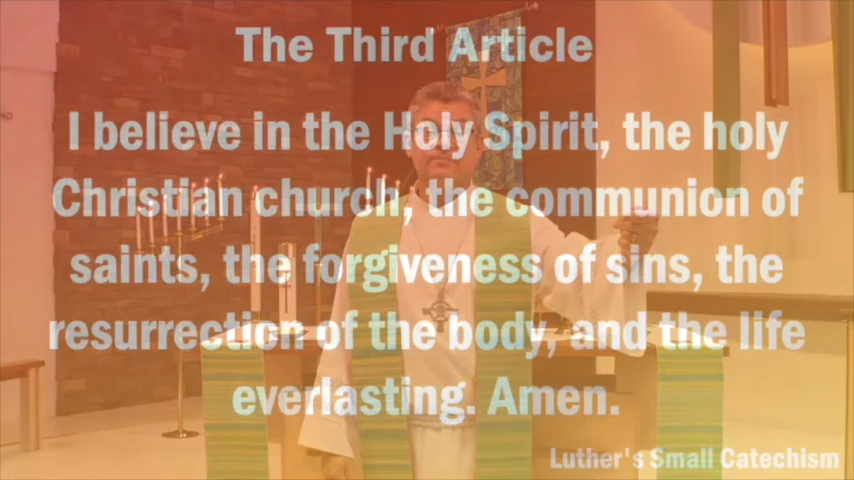 The Third Article
I believe in the Holy Spirit, the holy
Christian church, the communion of
saints, the forgiveness of sins, the
resurrection of the body, and the life
everlasting. Amen.
Luther's Small Catechism